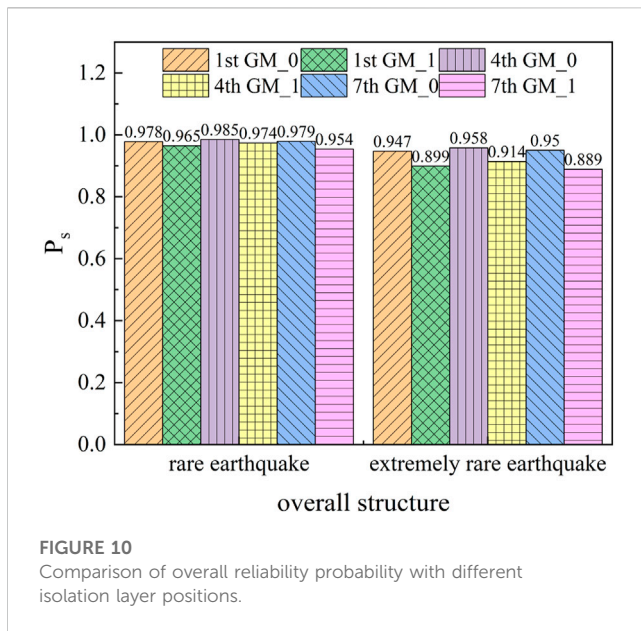 1st GM_0 1st GM_1 4th GM_0
4th GM_1 7th GM_0 7th GM_1
1.2
1.0
0.8
0.6
0.4
0.2
0.0
P_s
0.978 0.965 0.985 0.974 0.979 0.954
0.947 0.899 0.958 0.914 0.95 0.889
rare earthquake extremely rare earthquake
overall structure
FIGURE 10
Comparison of overall reliability probability with different
isolation layer positions.